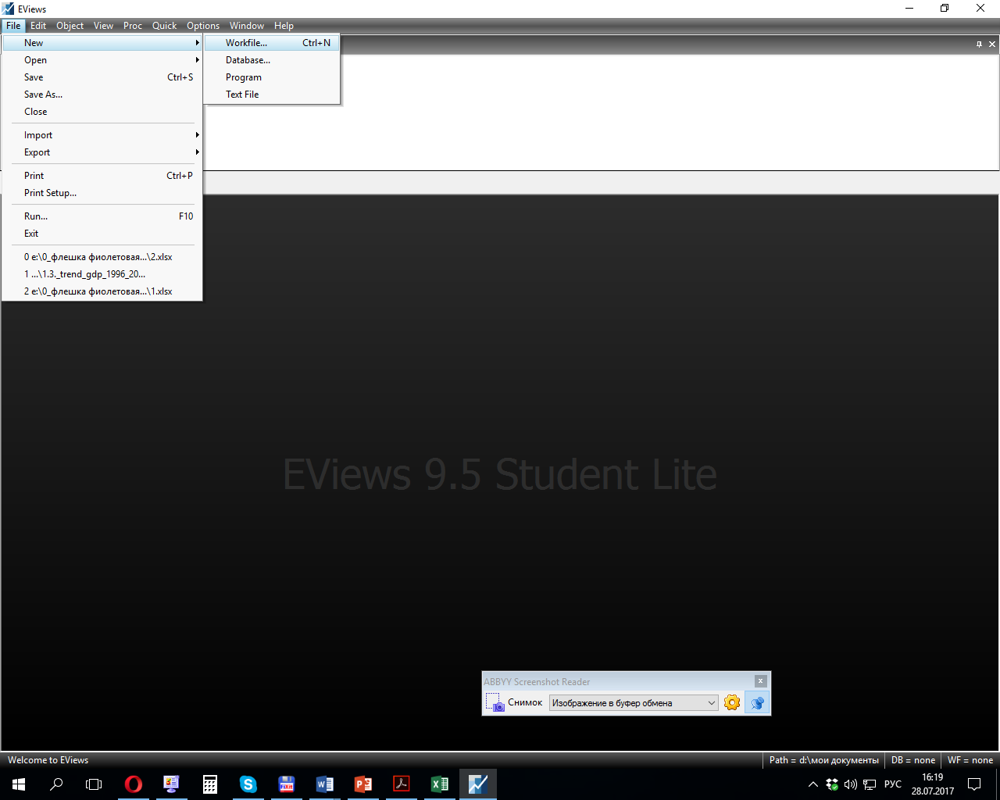 EViews
File Edit Object View Proc Quick Options Window Help
New
Open
Save Ctrl+S
Save As...
Close
Import
Export
Print Ctrl+P
Print Setup...
Run... F10
Exit
0 e:\0_флешка фиолетовая...\2.xlsx
1 ...\1.3._trend_gdp_1996_20...
2 e:\0_флешка фиолетовая...\1.xlsx
Workfile... Ctrl+N
Database...
Program
Text File
EViews 9.5 Student Lite
ABBYY Screenshot Reader
Снимок Изображение в буфер обмена
Welcome to EViews Path = d:\мои документы DB = none WF = none
FiXit
РУС 16:19
28.07.2017